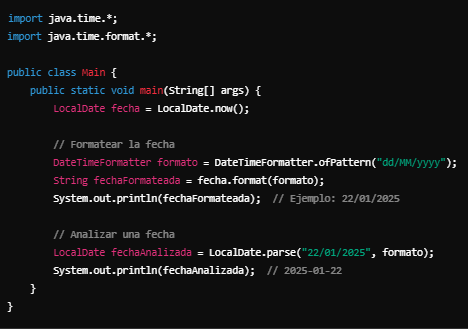 import java.time.*;
import java.time.format.*;
public class Main {
public static void main(String[] args) {
LocalDate fecha = LocalDate.now();
// Formatear la fecha
DateTimeFormatter formato = DateTimeFormatter.ofPattern("dd/MM/yyyy");
String fechaFormateada = fecha.format(formato);
System.out.println(fechaFormateada);  // Ejemplo: 22/01/2025
// Analizar una fecha
LocalDate fechaAnalizada = LocalDate.parse("22/01/2025", formato);
System.out.println(fechaAnalizada);  // 2025-01-22
}
}